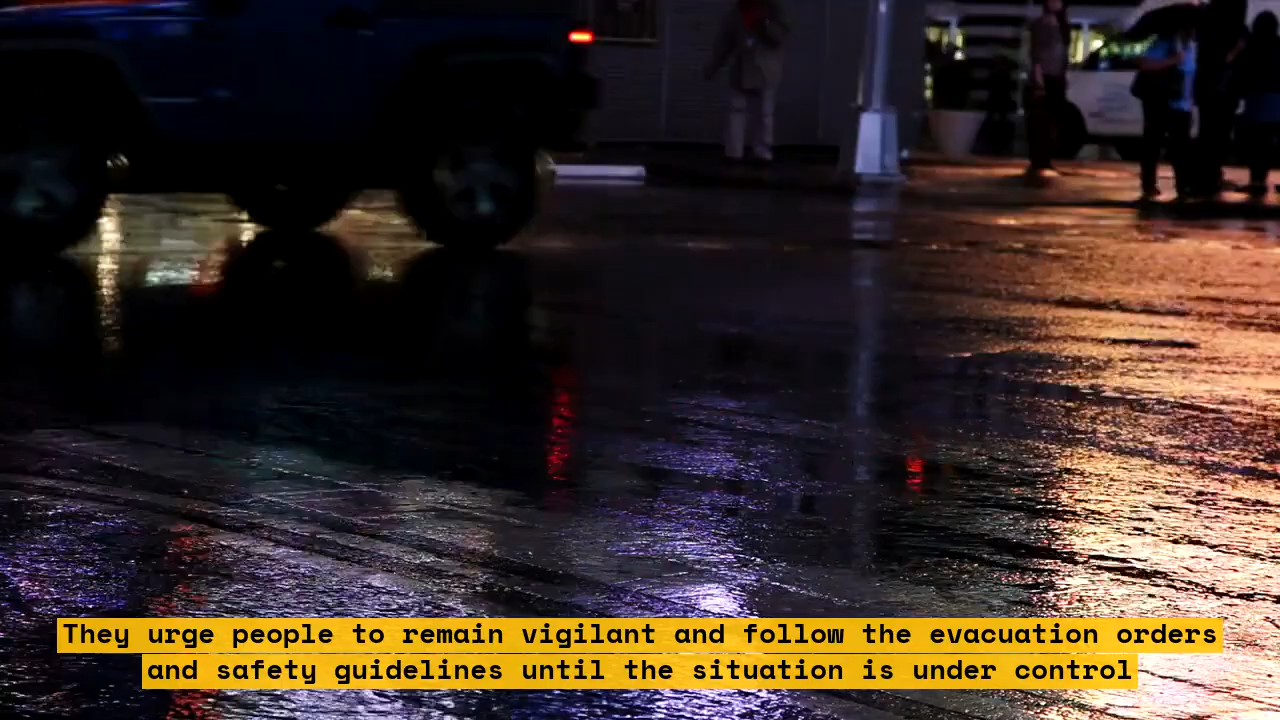 They urge people to remain vigilant and follow the evacuation orders
and safety guidelines until the situation is under control